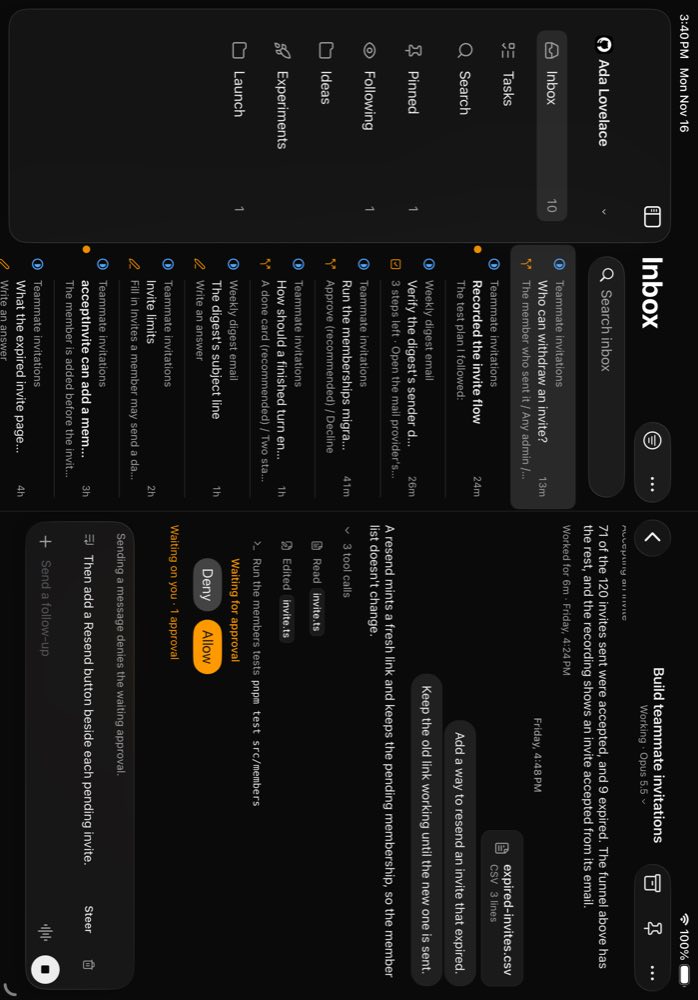 3:40 PM Mon Nov 16
100%
Ada Lovelace
Inbox 10
Tasks
Search
Pinned 1
Following 1
Ideas
Experiments
Launch 1
Inbox
Search inbox
Teammate invitations
Who can withdraw an invite? 13m
The member who sent it / Any admin /...
Teammate invitations
Recorded the invite flow 24m
The test plan I followed:
Weekly digest email
Verify the digest's sender d... 26m
3 steps left · Open the mail provider's...
Teammate invitations
Run the memberships migra... 41m
Approve (recommended) / Decline
Teammate invitations
How should a finished turn en... 1h
A done card (recommended) / Two sta...
Weekly digest email
The digest's subject line 1h
Write an answer
Teammate invitations
Invite limits 2h
Fill in Invites a member may send a da...
Teammate invitations
acceptInvite can add a mem... 3h
The member is added before the invit...
Teammate invitations
What the expired invite page... 4h
Write an answer
Build teammate invitations
Working · Opus 5.5
Accepting an invite
71 of the 120 invites sent were accepted, and 9 expired. The funnel above has
the rest, and the recording shows an invite accepted from its email.
Worked for 6m · Friday, 4:24 PM
Friday, 4:48 PM
expired-invites.csv
CSV 3 lines
Add a way to resend an invite that expired.
Keep the old link working until the new one is sent.
A resend mints a fresh link and keeps the pending membership, so the member
list doesn't change.
3 tool calls
Read invite.ts
Edited invite.ts
Run the members tests pnpm test src/members
Waiting for approval
Deny Allow
Waiting on you · 1 approval
Sending a message denies the waiting approval.
Then add a Resend button beside each pending invite. Steer
Send a follow-up